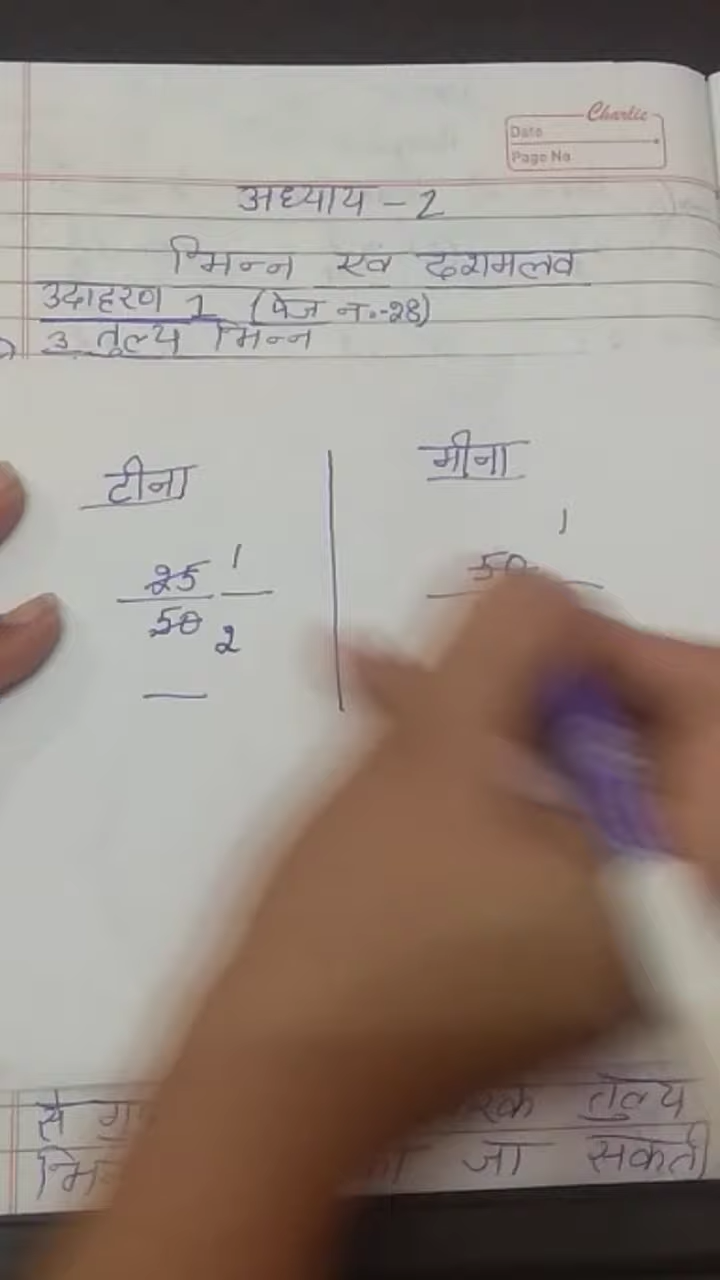 Charlie
Date
Page No
अध्याय - 2
भिन्न एवं दशमलव
उदाहरण 1 (पेज न.-28)
3 तुल्य भिन्न
टीना
मीना
25 1
50 2
50 1
से तुल्य
जा सकती